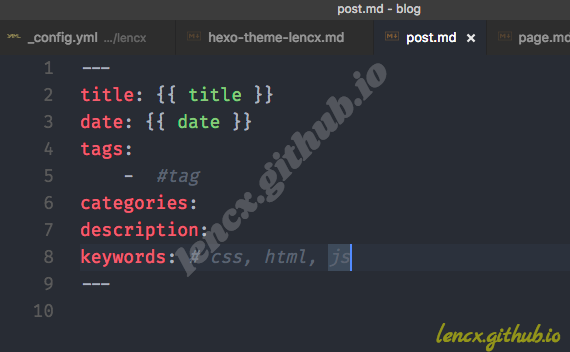 post.md - blog
_config.yml .../lencx hexo-theme-lencx.md post.md × page.md
1 ---
2 title: {{ title }}
3 date: {{ date }}
4 tags:
5 - #tag
6 categories:
7 description:
8 keywords: # css, html, js
9 ---
10
lencx.github.io
lencx.github.io